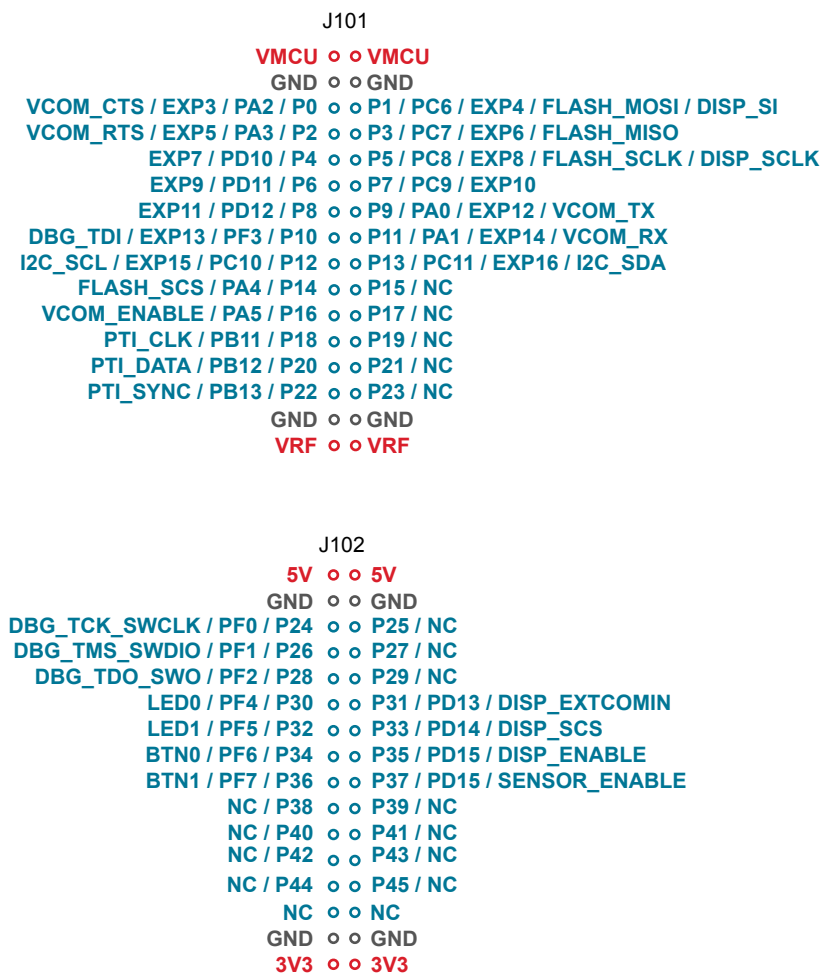 J101
VMCU VMCU
GND GND
VCOM_CTS / EXP3 / PA2 / P0 P1 / PC6 / EXP4 / FLASH_MOSI / DISP_SI
VCOM_RTS / EXP5 / PA3 / P2 P3 / PC7 / EXP6 / FLASH_MISO
EXP7 / PD10 / P4 P5 / PC8 / EXP8 / FLASH_SCLK / DISP_SCLK
EXP9 / PD11 / P6 P7 / PC9 / EXP10
EXP11 / PD12 / P8 P9 / PA0 / EXP12 / VCOM_TX
DBG_TDI / EXP13 / PF3 / P10 P11 / PA1 / EXP14 / VCOM_RX
I2C_SCL / EXP15 / PC10 / P12 P13 / PC11 / EXP16 / I2C_SDA
FLASH_SCS / PA4 / P14 P15 / NC
VCOM_ENABLE / PA5 / P16 P17 / NC
PTI_CLK / PB11 / P18 P19 / NC
PTI_DATA / PB12 / P20 P21 / NC
PTI_SYNC / PB13 / P22 P23 / NC
GND GND
VRF VRF
J102
5V 5V
GND GND
DBG_TCK_SWCLK / PF0 / P24 P25 / NC
DBG_TMS_SWDIO / PF1 / P26 P27 / NC
DBG_TDO_SWO / PF2 / P28 P29 / NC
LED0 / PF4 / P30 P31 / PD13 / DISP_EXTCOMIN
LED1 / PF5 / P32 P33 / PD14 / DISP_SCS
BTN0 / PF6 / P34 P35 / PD15 / DISP_ENABLE
BTN1 / PF7 / P36 P37 / PD15 / SENSOR_ENABLE
NC / P38 P39 / NC
NC / P40 P41 / NC
NC / P42 P43 / NC
NC / P44 P45 / NC
NC NC
GND GND
3V3 3V3